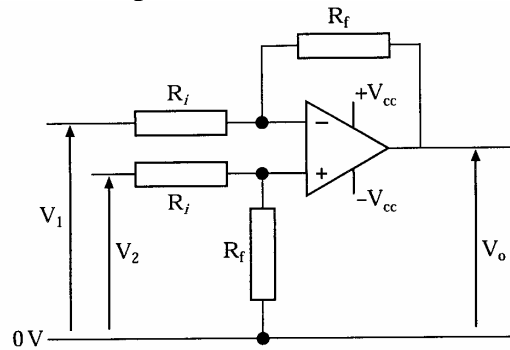 R_f
R_i
+V_cc
−
+
R_i
−V_cc
V_1
V_2
R_f
V_o
0 V